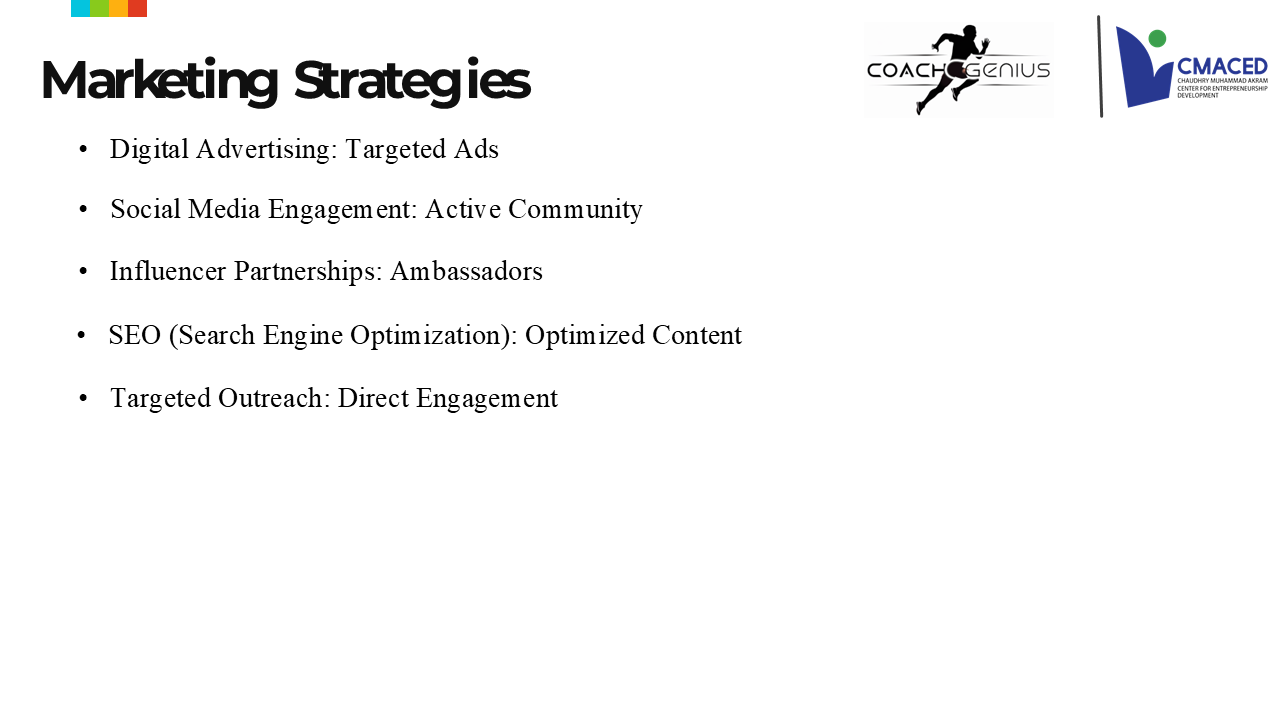 Marketing Strategies
COACH GENIUS
CMACED
CHAUDHRY MUHAMMAD AKRAM
CENTER FOR ENTREPRENEURSHIP
DEVELOPMENT
• Digital Advertising: Targeted Ads
• Social Media Engagement: Active Community
• Influencer Partnerships: Ambassadors
• SEO (Search Engine Optimization): Optimized Content
• Targeted Outreach: Direct Engagement